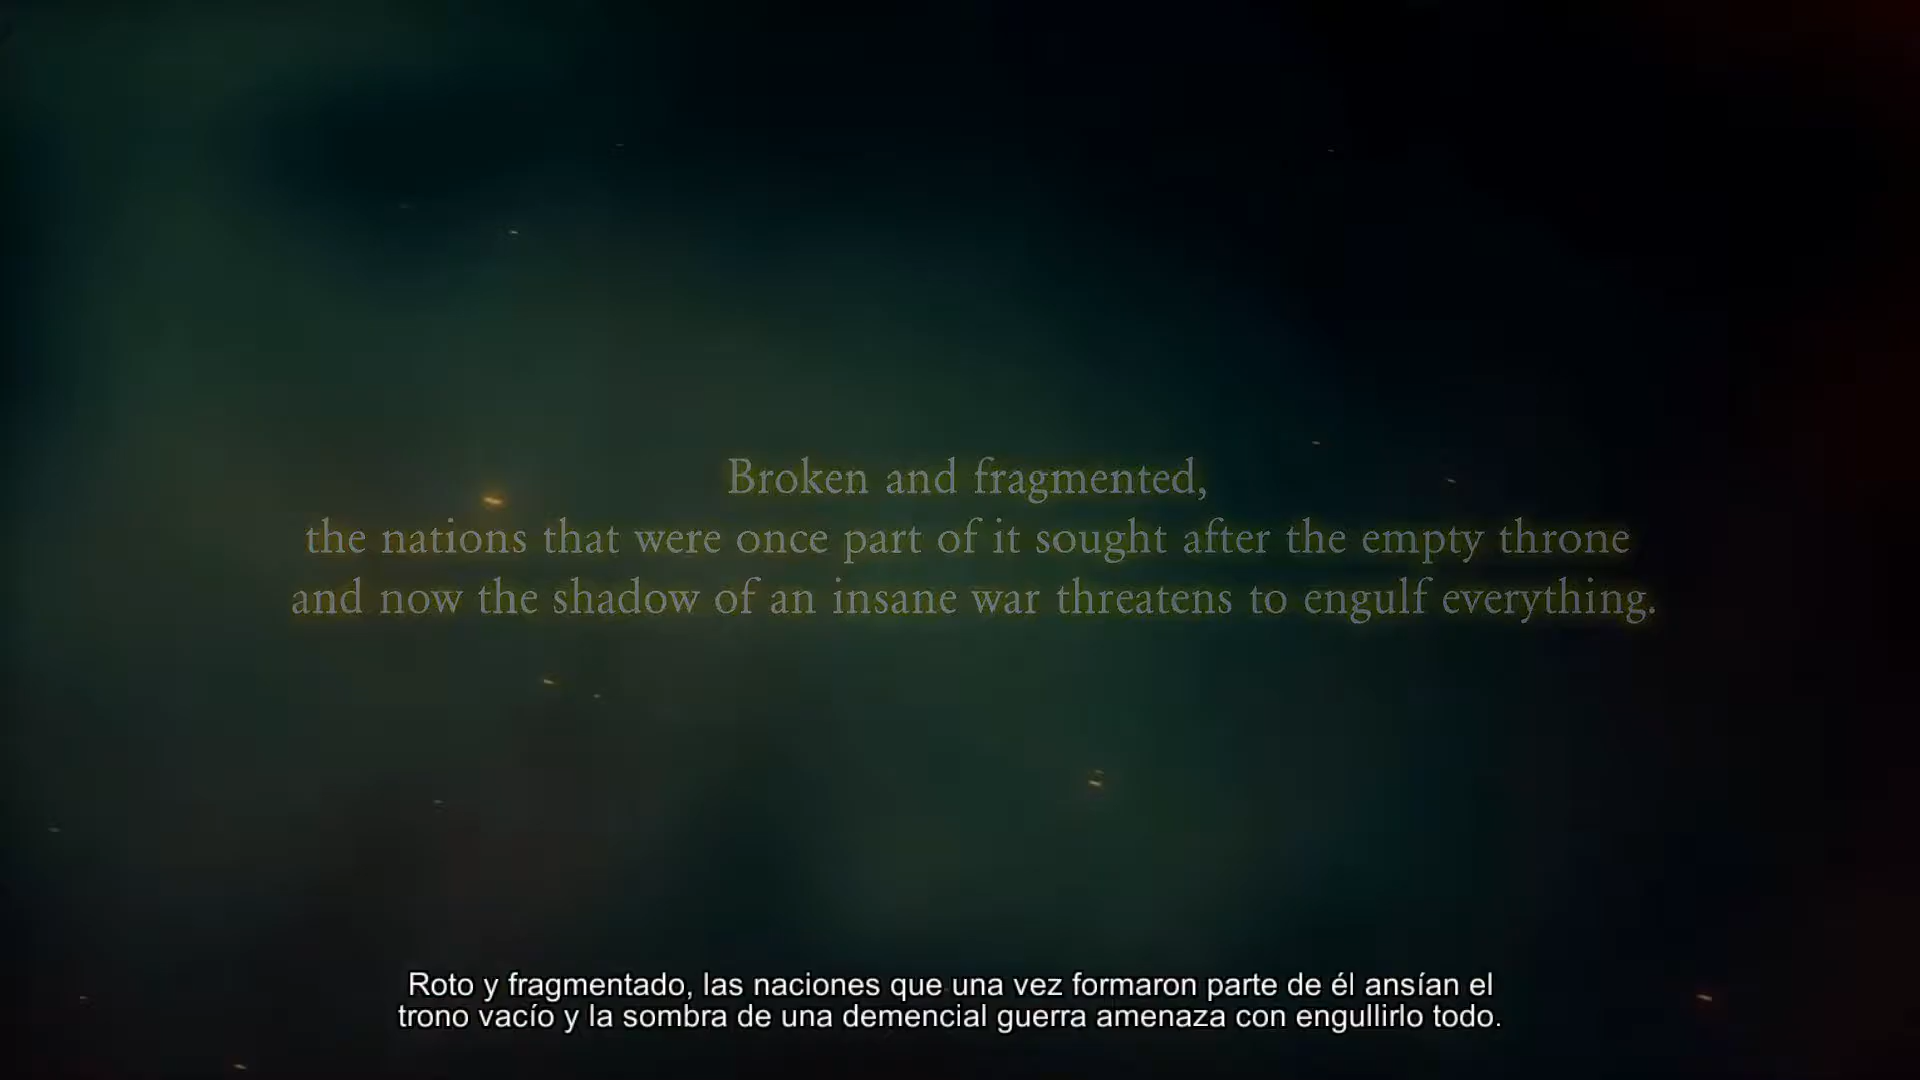 Broken and fragmented,
the nations that were once part of it sought after the empty throne
and now the shadow of an insane war threatens to engulf everything.
Roto y fragmentado, las naciones que una vez formaron parte de él ansían el
trono vacío y la sombra de una demencial guerra amenaza con engullirlo todo.